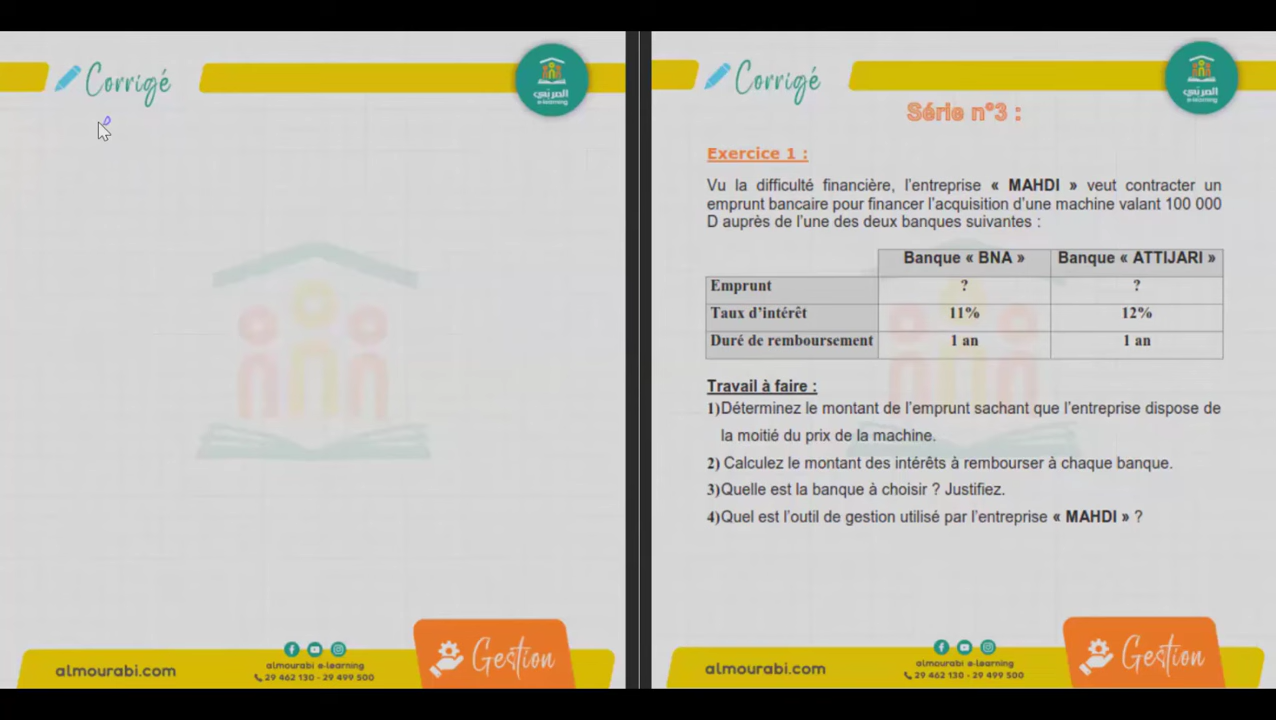 Corrigé
المربّي
e-learning
almourabi.com
almourabi e-learning
29 462 130 - 29 499 500
Gestion
Corrigé
المربّي
e-learning
Série n°3 :
Exercice 1 :
Vu la difficulté financière, l'entreprise « MAHDI » veut contracter un
emprunt bancaire pour financer l'acquisition d'une machine valant 100 000
D auprès de l'une des deux banques suivantes :
Banque « BNA » Banque « ATTIJARI »
Emprunt ? ?
Taux d'intérêt 11% 12%
Duré de remboursement 1 an 1 an
Travail à faire :
1)Déterminez le montant de l'emprunt sachant que l'entreprise dispose de
la moitié du prix de la machine.
2) Calculez le montant des intérêts à rembourser à chaque banque.
3)Quelle est la banque à choisir ? Justifiez.
4)Quel est l'outil de gestion utilisé par l'entreprise « MAHDI » ?
almourabi.com
almourabi e-learning
29 462 130 - 29 499 500
Gestion